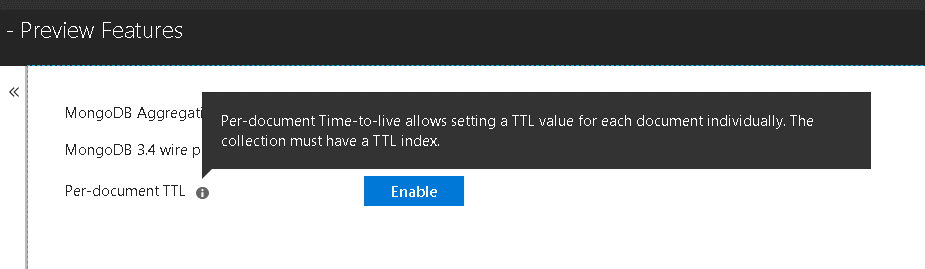 - Preview Features
«
MongoDB Aggregati
Per-document Time-to-live allows setting a TTL value for each document individually. The
collection must have a TTL index.
MongoDB 3.4 wire p
Per-document TTL
Enable